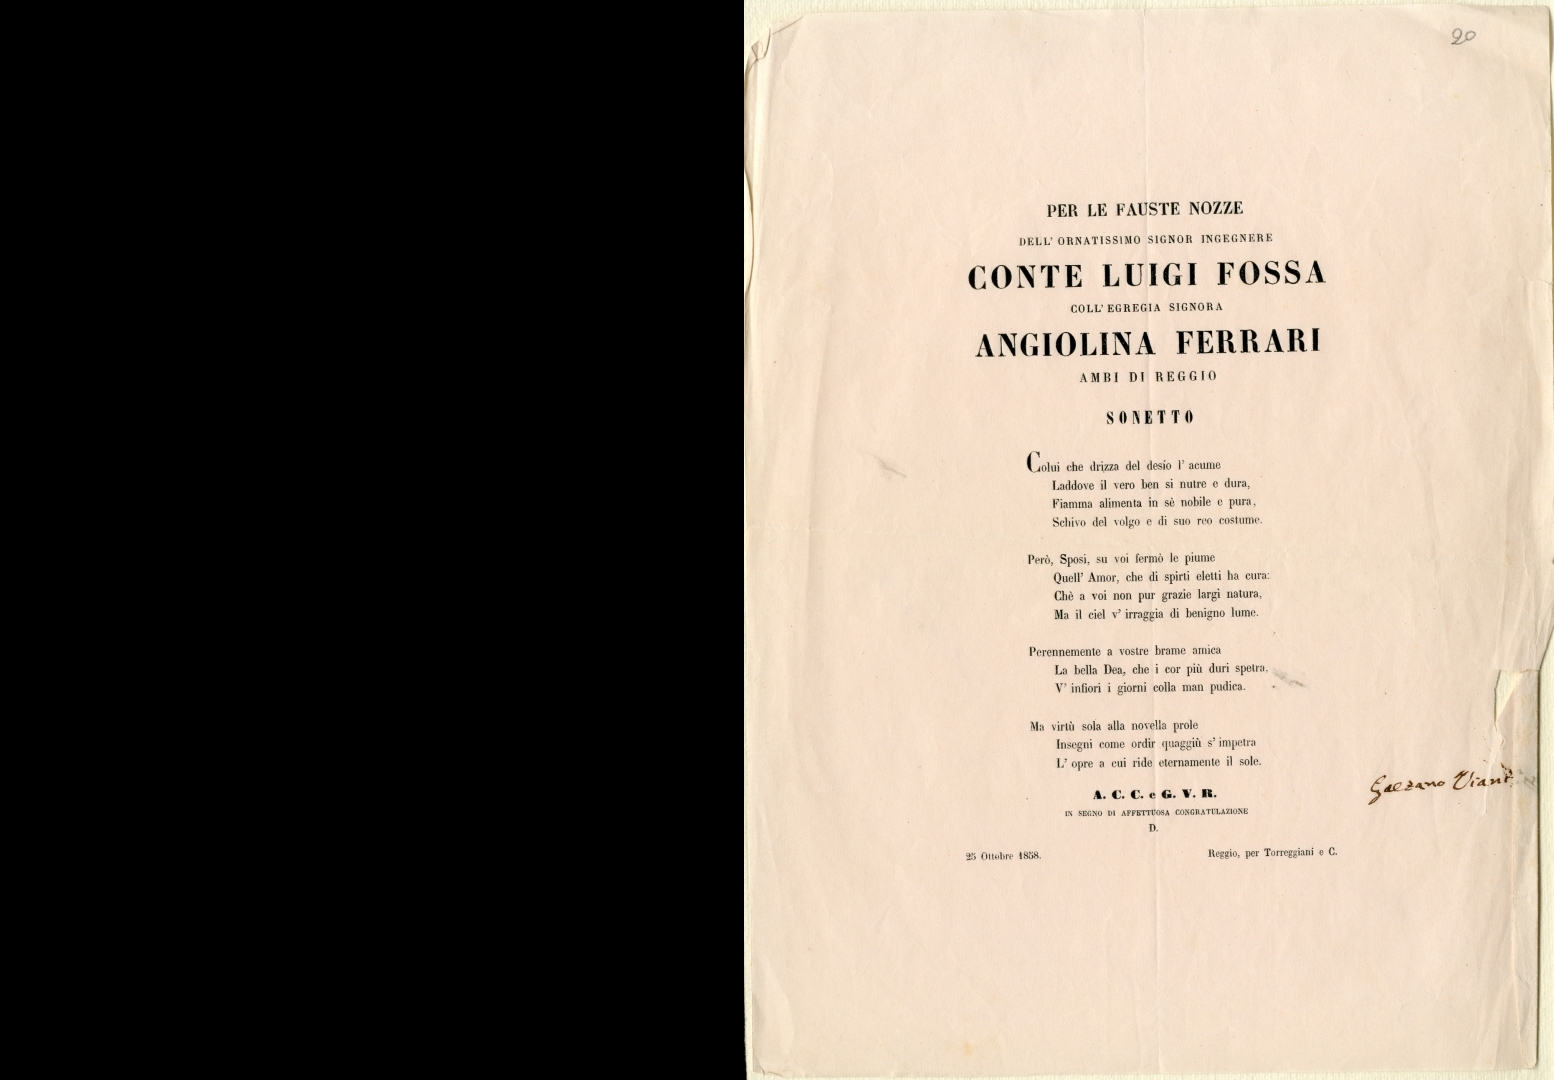 20
PER LE FAUSTE NOZZE
DELL' ORNATISSIMO SIGNOR INGEGNERE
CONTE LUIGI FOSSA
COLL' EGREGIA SIGNORA
ANGIOLINA FERRARI
AMBI DI REGGIO
SONETTO
Colui che drizza del desío l' acume
Laddove il vero ben si nutre e dura,
Fiamma alimenta in sè nobile e pura,
Schivo del volgo e di suo reo costume.
Però, Sposi, su voi fermò le piume
Quell' Amor, che di spirti eletti ha cura:
Chè a voi non pur grazie largì natura,
Ma il ciel v' irraggia di benigno lume.
Perennemente a vostre brame amica
La bella Dea, che i cor più duri spetra,
V' infiori i giorni colla man pudica.
Ma virtù sola alla novella prole
Insegni come ordir quaggiù s' impetra
L' opre a cui ride eternamente il sole.
A. C. C. e G. V. R.
IN SEGNO DI AFFETTUOSA CONGRATULAZIONE
D.
25 Ottobre 1858.
Reggio, per Torreggiani e C.
Gaetano Viani